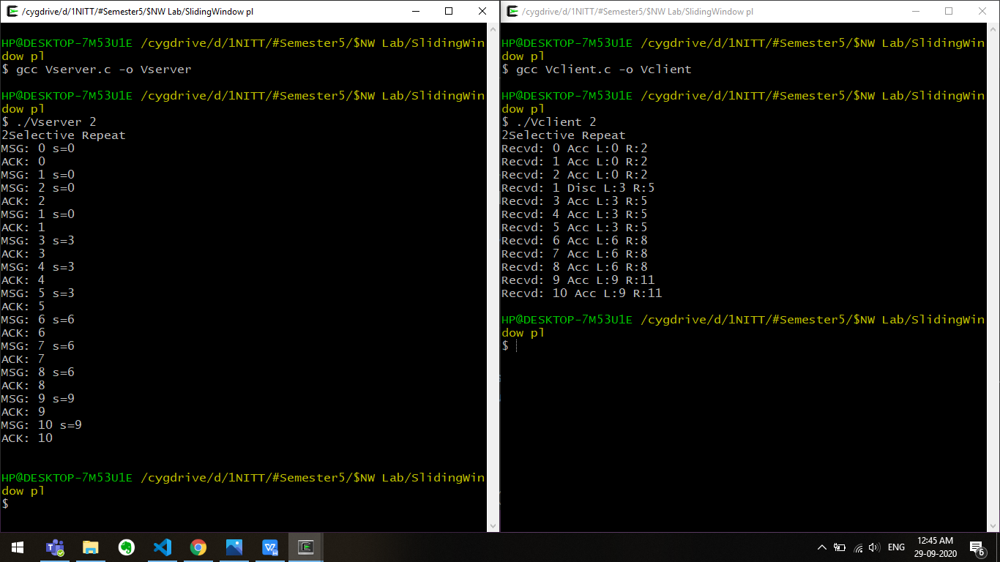 /cygdrive/d/1NITT/#Semester5/$NW Lab/SlidingWindow pl
HP@DESKTOP-7M53U1E /cygdrive/d/1NITT/#Semester5/$NW Lab/SlidingWin
dow pl
$ gcc Vserver.c -o Vserver
HP@DESKTOP-7M53U1E /cygdrive/d/1NITT/#Semester5/$NW Lab/SlidingWin
dow pl
$ ./Vserver 2
2Selective Repeat
MSG: 0 s=0
ACK: 0
MSG: 1 s=0
MSG: 2 s=0
ACK: 2
MSG: 1 s=0
ACK: 1
MSG: 3 s=3
ACK: 3
MSG: 4 s=3
ACK: 4
MSG: 5 s=3
ACK: 5
MSG: 6 s=6
ACK: 6
MSG: 7 s=6
ACK: 7
MSG: 8 s=6
ACK: 8
MSG: 9 s=9
ACK: 9
MSG: 10 s=9
ACK: 10
HP@DESKTOP-7M53U1E /cygdrive/d/1NITT/#Semester5/$NW Lab/SlidingWin
dow pl
$
/cygdrive/d/1NITT/#Semester5/$NW Lab/SlidingWindow pl
HP@DESKTOP-7M53U1E /cygdrive/d/1NITT/#Semester5/$NW Lab/SlidingWin
dow pl
$ gcc Vclient.c -o Vclient
HP@DESKTOP-7M53U1E /cygdrive/d/1NITT/#Semester5/$NW Lab/SlidingWin
dow pl
$ ./Vclient 2
2Selective Repeat
Recvd: 0 Acc L:0 R:2
Recvd: 1 Acc L:0 R:2
Recvd: 2 Acc L:0 R:2
Recvd: 1 Disc L:3 R:5
Recvd: 3 Acc L:3 R:5
Recvd: 4 Acc L:3 R:5
Recvd: 5 Acc L:3 R:5
Recvd: 6 Acc L:6 R:8
Recvd: 7 Acc L:6 R:8
Recvd: 8 Acc L:6 R:8
Recvd: 9 Acc L:9 R:11
Recvd: 10 Acc L:9 R:11
HP@DESKTOP-7M53U1E /cygdrive/d/1NITT/#Semester5/$NW Lab/SlidingWin
dow pl
$
ENG
12:45 AM
29-09-2020
6